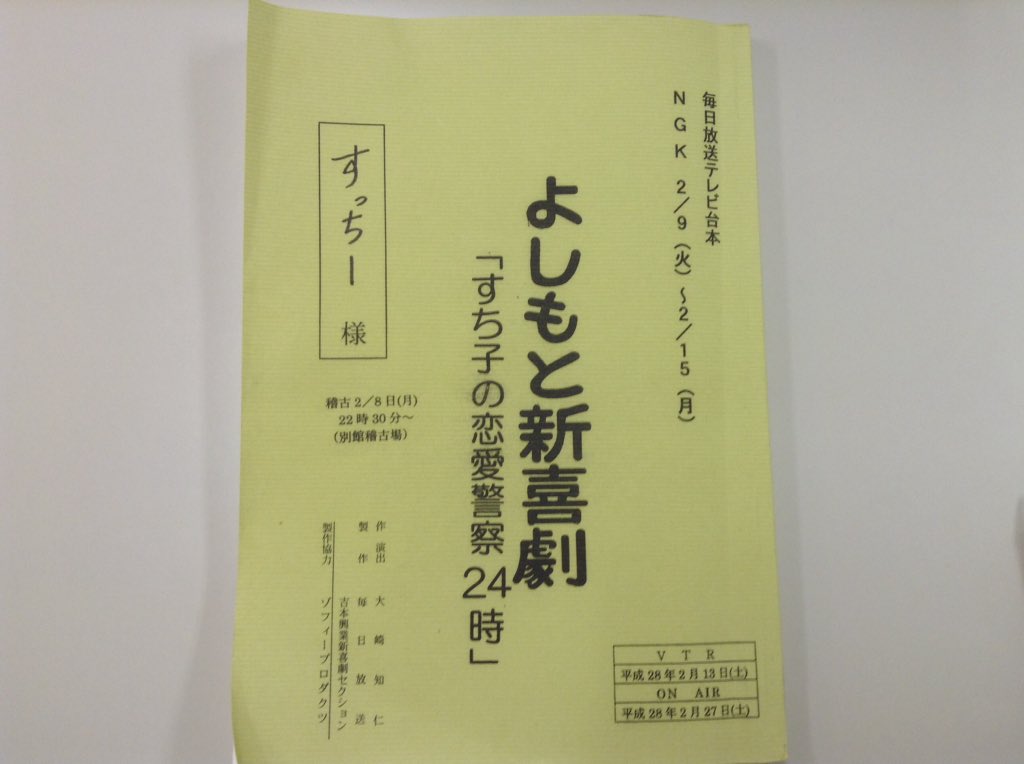 毎日放送テレビ台本
NGK 2/9(火)~2/15(月)
よしもと新喜劇
「すち子の恋愛警察24時」
すっちー 様
稽古2/8日(月)
22時30分~
(別館稽古場)
作 演出 大崎知仁
製作 毎日放送
吉本興業新喜劇セクション
製作協力 ゾフィープロダクツ
VTR
平成28年2月13日(土)
ON AIR
平成28年2月27日(土)